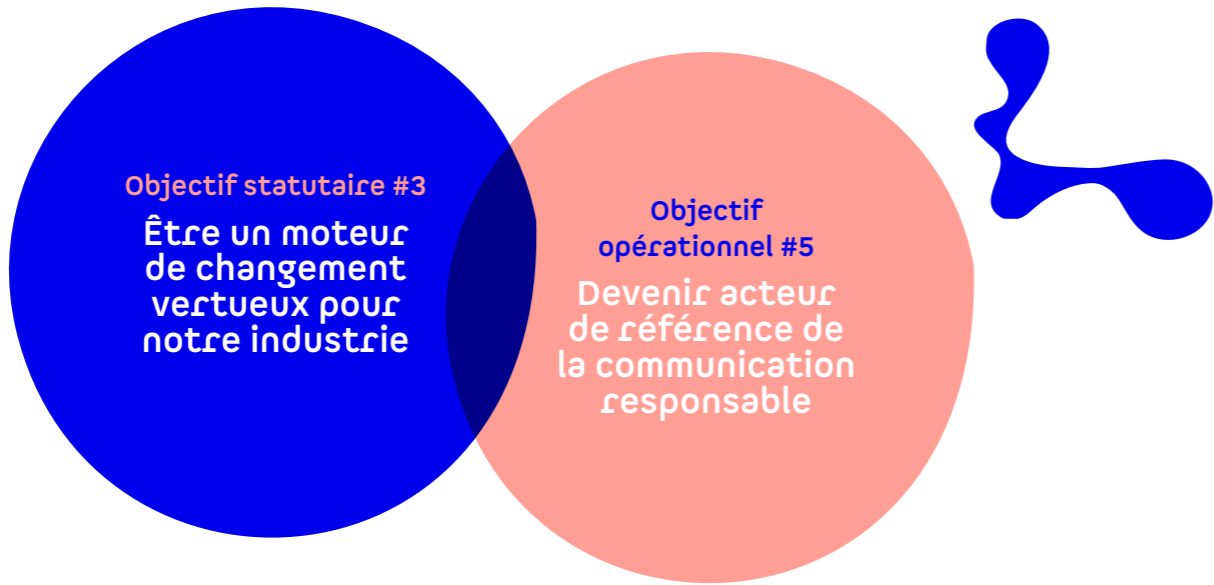 Objectif statutaire #3
Être un moteur
de changement
vertueux pour
notre industrie
Objectif
opérationnel #5
Devenir acteur
de référence de
la communication
responsable